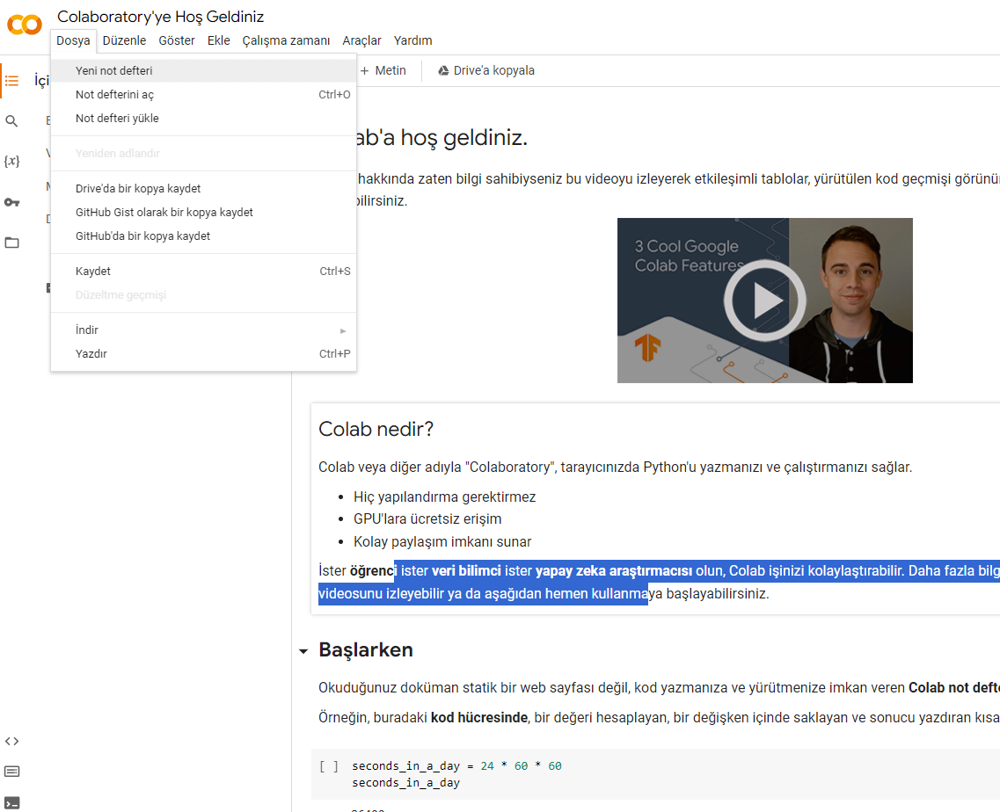 Colaboratory'ye Hoş Geldiniz
Dosya Düzenle Göster Ekle Çalışma zamanı Araçlar Yardım
+ Metin Drive'a kopyala
Yeni not defteri
Not defterini aç Ctrl+O
Not defteri yükle
Yeniden adlandır
Drive'da bir kopya kaydet
GitHub Gist olarak bir kopya kaydet
GitHub'da bir kopya kaydet
Kaydet Ctrl+S
Düzeltme geçmişi
İndir
Yazdır Ctrl+P
İçi
{x}
ab'a hoş geldiniz.
hakkında zaten bilgi sahibiyseniz bu videoyu izleyerek etkileşimli tablolar, yürütülen kod geçmişi görünü
bilirsiniz.
3 Cool Google
Colab Features
Colab nedir?
Colab veya diğer adıyla "Colaboratory", tarayıcınızda Python'u yazmanızı ve çalıştırmanızı sağlar.
• Hiç yapılandırma gerektirmez
• GPU'lara ücretsiz erişim
• Kolay paylaşım imkanı sunar
İster öğrenci ister veri bilimci ister yapay zeka araştırmacısı olun, Colab işinizi kolaylaştırabilir. Daha fazla bilg
videosunu izleyebilir ya da aşağıdan hemen kullanmaya başlayabilirsiniz.
Başlarken
Okuduğunuz doküman statik bir web sayfası değil, kod yazmanıza ve yürütmenize imkan veren Colab not defte
Örneğin, buradaki kod hücresinde, bir değeri hesaplayan, bir değişken içinde saklayan ve sonucu yazdıran kısa
[ ] seconds_in_a_day = 24 * 60 * 60
seconds_in_a_day